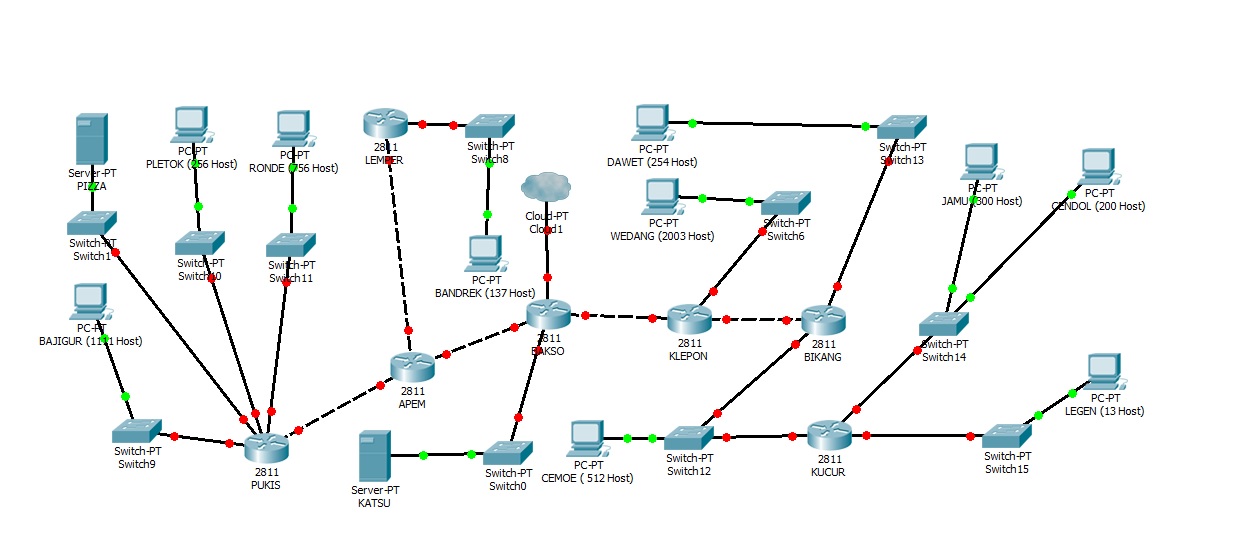 Server-PT
PIZZA
PC-PT
PLETOK Host)
PC-PT
RONDE Host)
2811
LEMPER
Switch-PT
Switch8
PC-PT
DAWET (254 Host)
Switch-PT
Switch13
PC-PT
JAMU Host)
PC-PT
CENDOL (200 Host)
Cloud-PT
Cloud1
PC-PT
WEDANG (2003 Host)
Switch-PT
Switch6
Switch-PT
Switch1
Switch-PT
Switch10
Switch-PT
Switch11
PC-PT
BANDREK (137 Host)
PC-PT
BAJIGUR Host)
2811
BAKSO
2811
KLEPON
2811
BIKANG
Switch-PT
Switch14
2811
APEM
PC-PT
LEGEN (13 Host)
Switch-PT
Switch9
2811
PUKIS
Server-PT
KATSU
Switch-PT
Switch0
PC-PT
CEMOE ( 512 Host)
Switch-PT
Switch12
2811
KUCUR
Switch-PT
Switch15